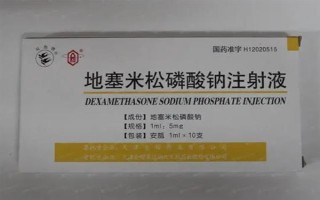 国药准字 H12020515
地塞米松磷酸钠注射液
DEXAMETHASONE SODIUM PHOSPHATE INJECTION
【成份】地塞米松磷酸钠
【规格】1ml：5mg
【包装】安瓿 1ml×10支